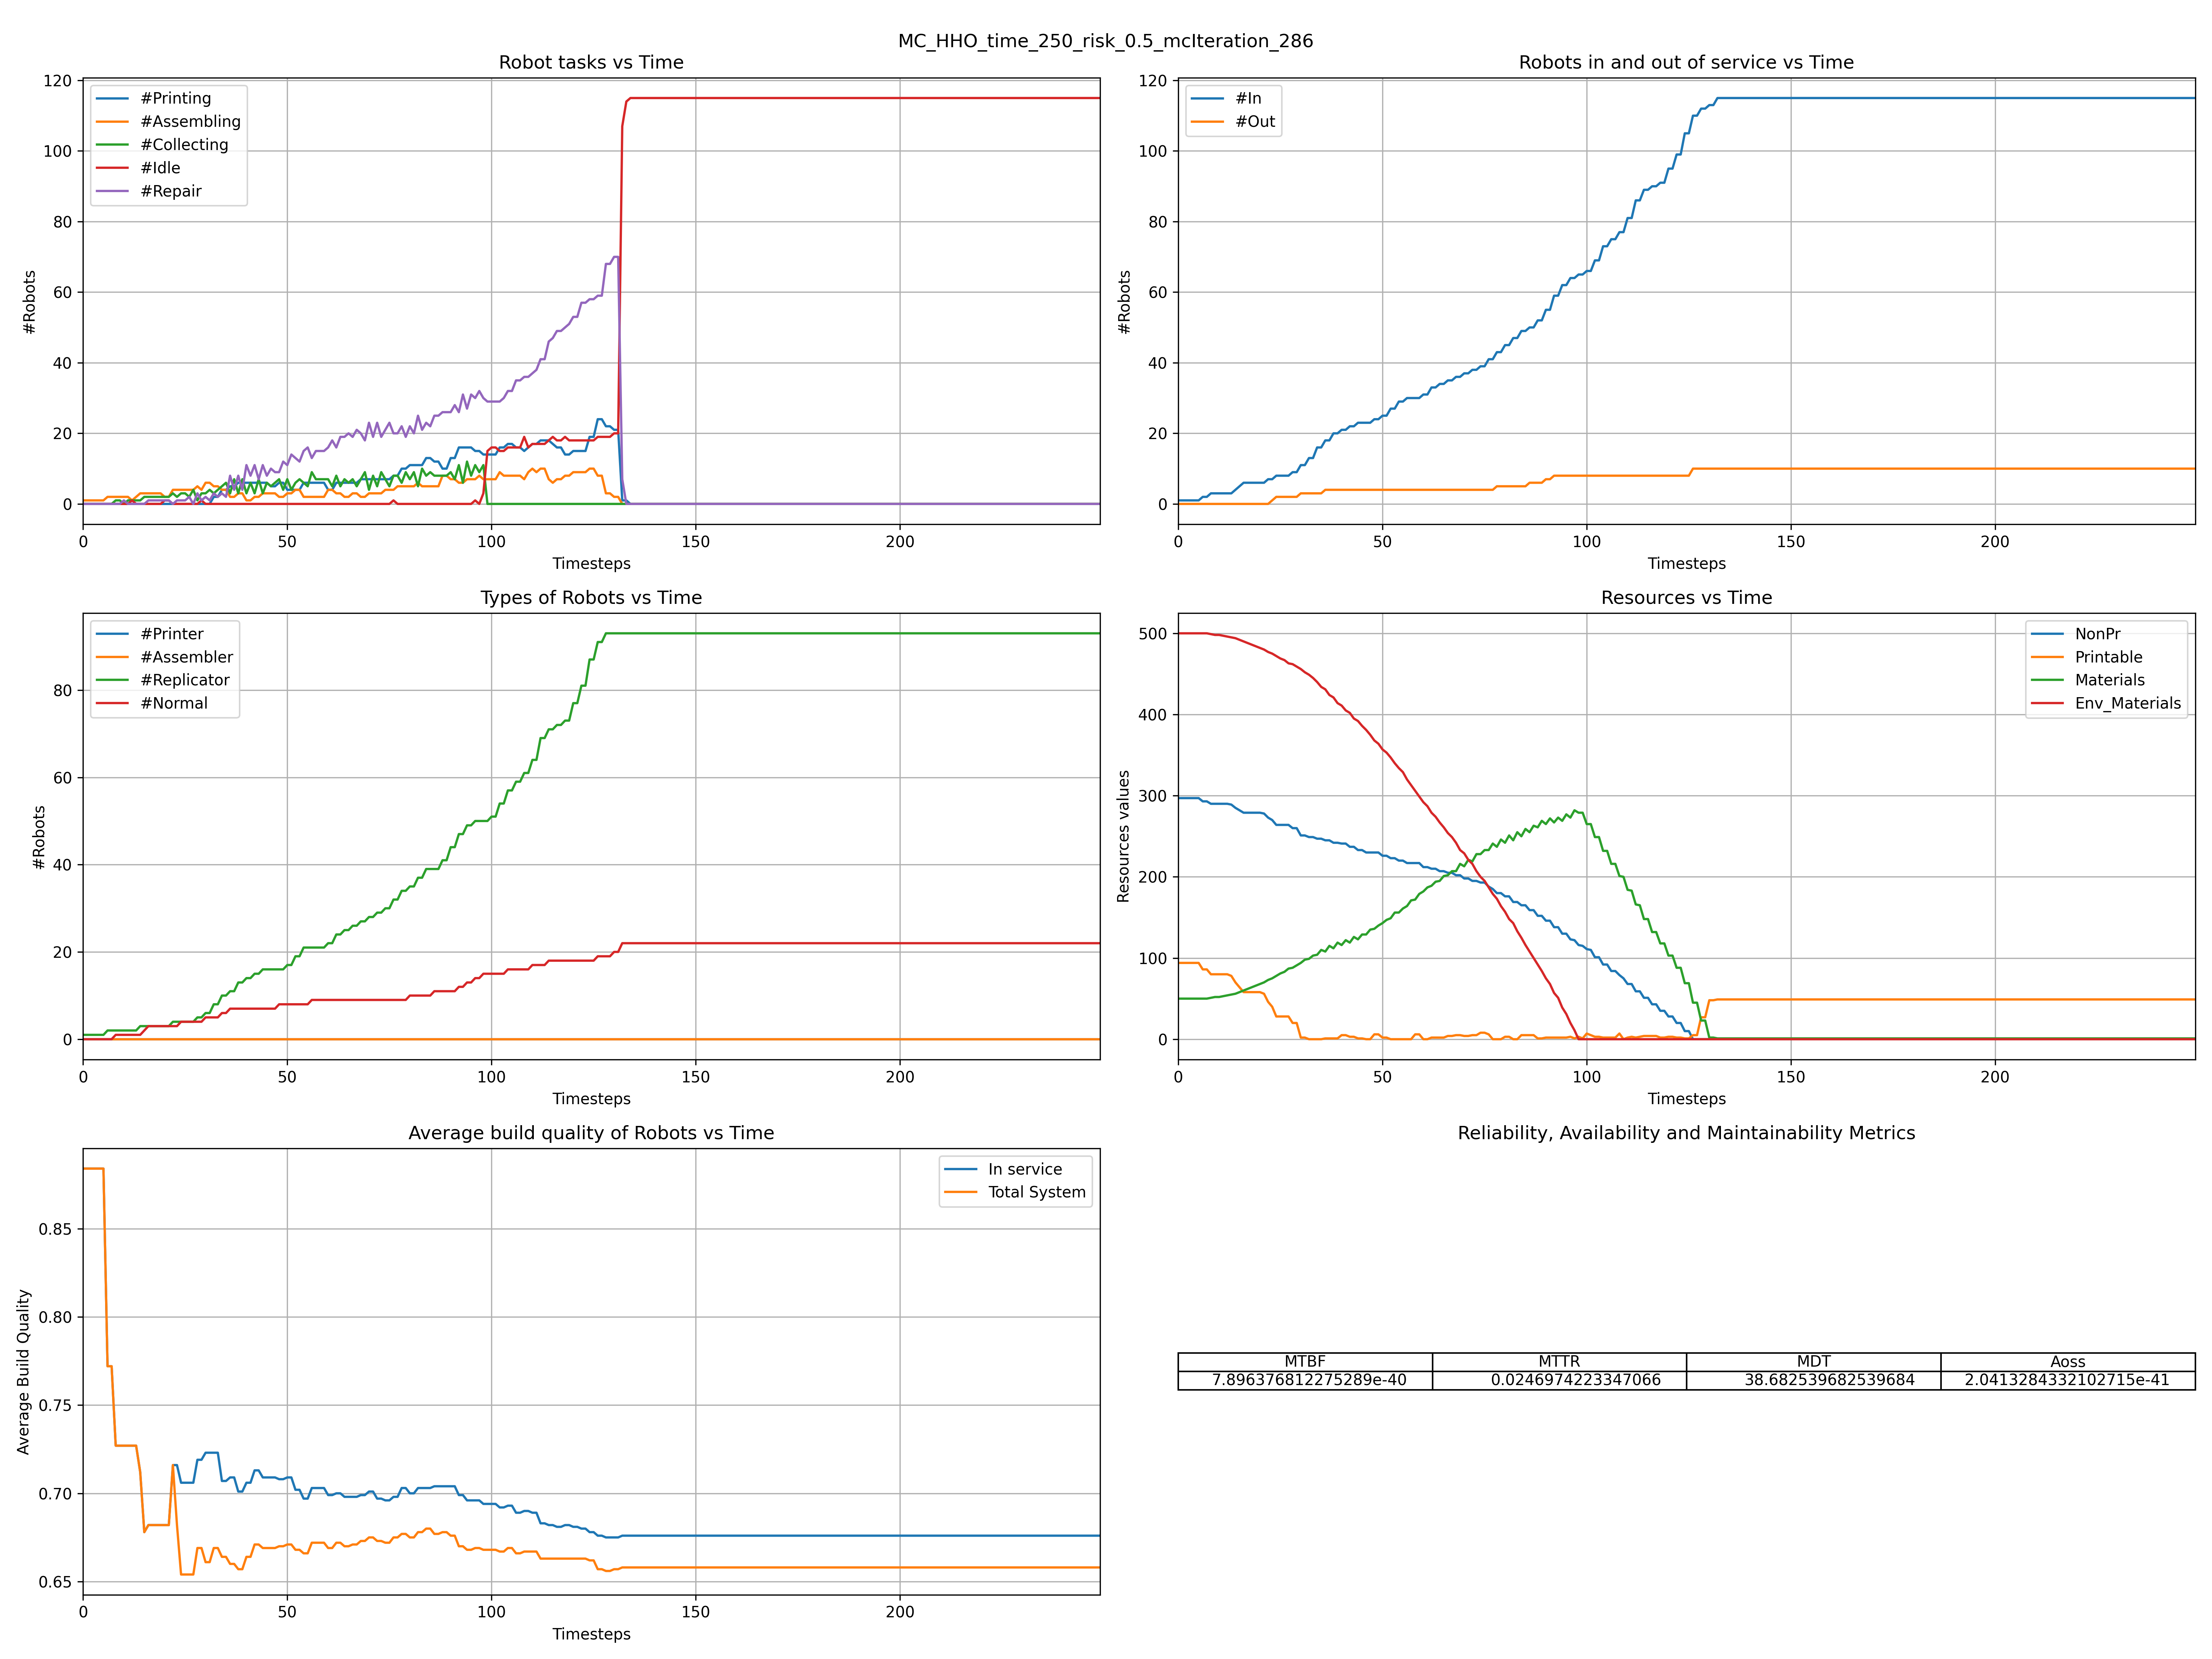 MC_HHO_time_250_risk_0.5_mcIteration_286
Robot tasks vs Time
#Robots
120
100
80
60
40
20
0
#Printing
#Assembling
#Collecting
#Idle
#Repair
0 50 100 150 200
Timesteps
Robots in and out of service vs Time
#Robots
120
100
80
60
40
20
0
#In
#Out
0 50 100 150 200
Timesteps
Types of Robots vs Time
#Robots
80
60
40
20
0
#Printer
#Assembler
#Replicator
#Normal
0 50 100 150 200
Timesteps
Resources vs Time
Resources values
500
400
300
200
100
0
NonPr
Printable
Materials
Env_Materials
0 50 100 150 200
Timesteps
Average build quality of Robots vs Time
Average Build Quality
0.85
0.80
0.75
0.70
0.65
In service
Total System
0 50 100 150 200
Timesteps
Reliability, Availability and Maintainability Metrics
MTBF MTTR MDT Aoss
7.896376812275289e-40 0.0246974223347066 38.682539682539684 2.0413284332102715e-41